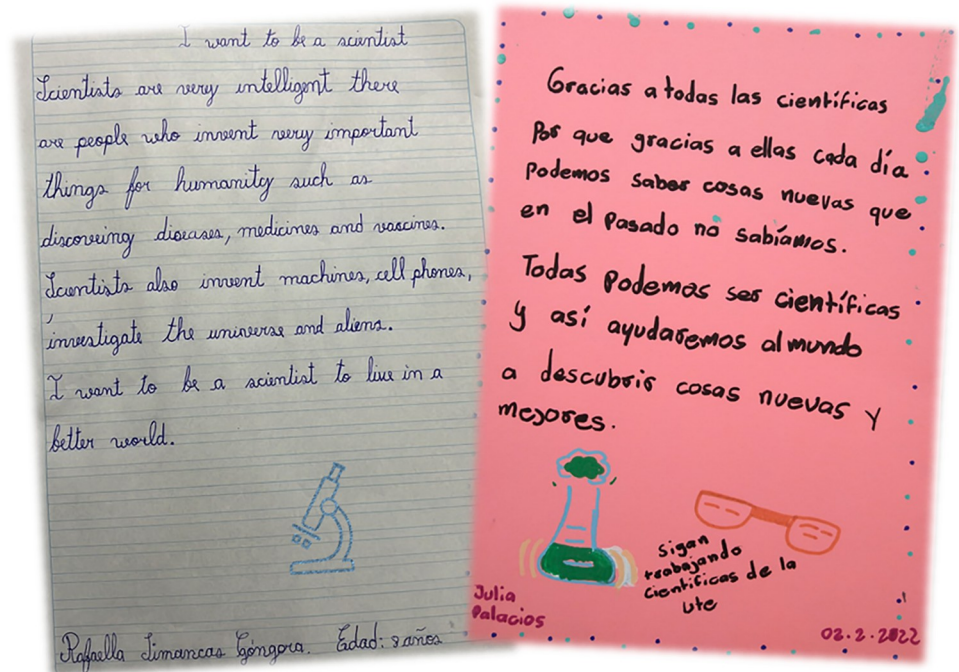 I want to be a scientist
Scientists are very intelligent there
are people who invent very important
things for humanity such as
discovering diseases, medicines and vaccines.
Scientists also invent machines, cell phones,
investigate the universe and aliens.
I want to be a scientist to live in a
better world.
Rafaella Simancas Góngora. Edad: 8 años
Gracias a todas las científicas
Por que gracias a ellas cada día
Podemos saber cosas nuevas que
en el pasado no sabíamos.
Todas podemos ser científicas
y así ayudaremos al mundo
a descubrir cosas nuevas y
mejores.
Sigan
trabajando
científicas de la
ute
Julia
Palacios
02.2.2022